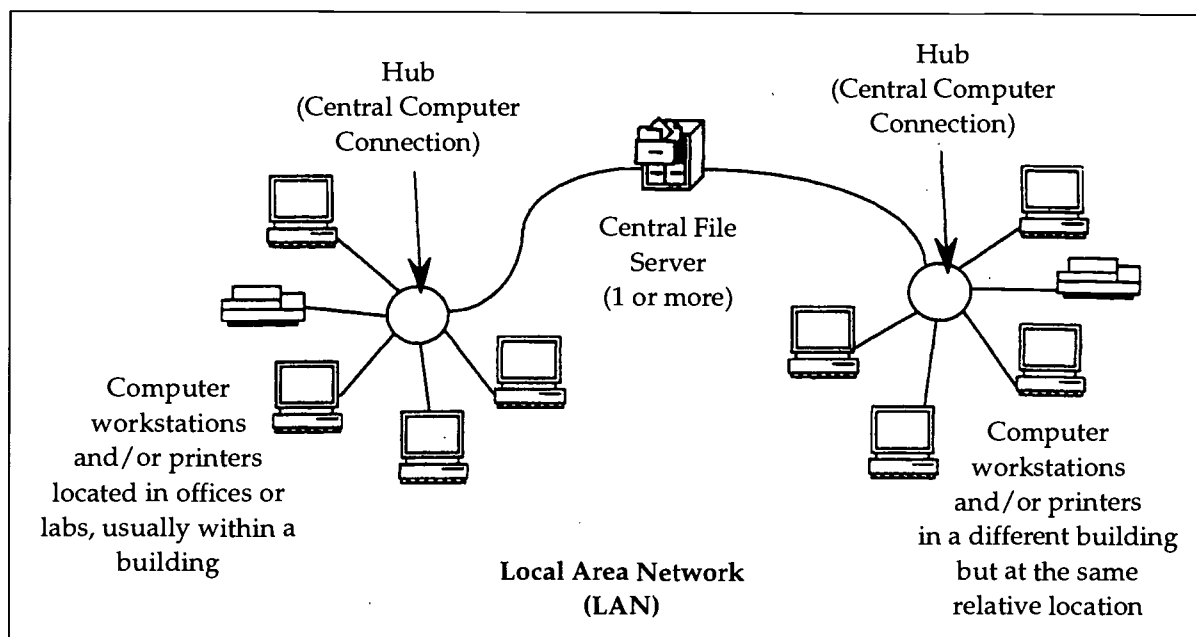 Hub
(Central Computer
Connection)
Hub
(Central Computer
Connection)
Central File
Server
(1 or more)
Computer
workstations
and/or printers
located in offices or
labs, usually within a
building
Computer
workstations
and/or printers
in a different building
but at the same
relative location
Local Area Network
(LAN)